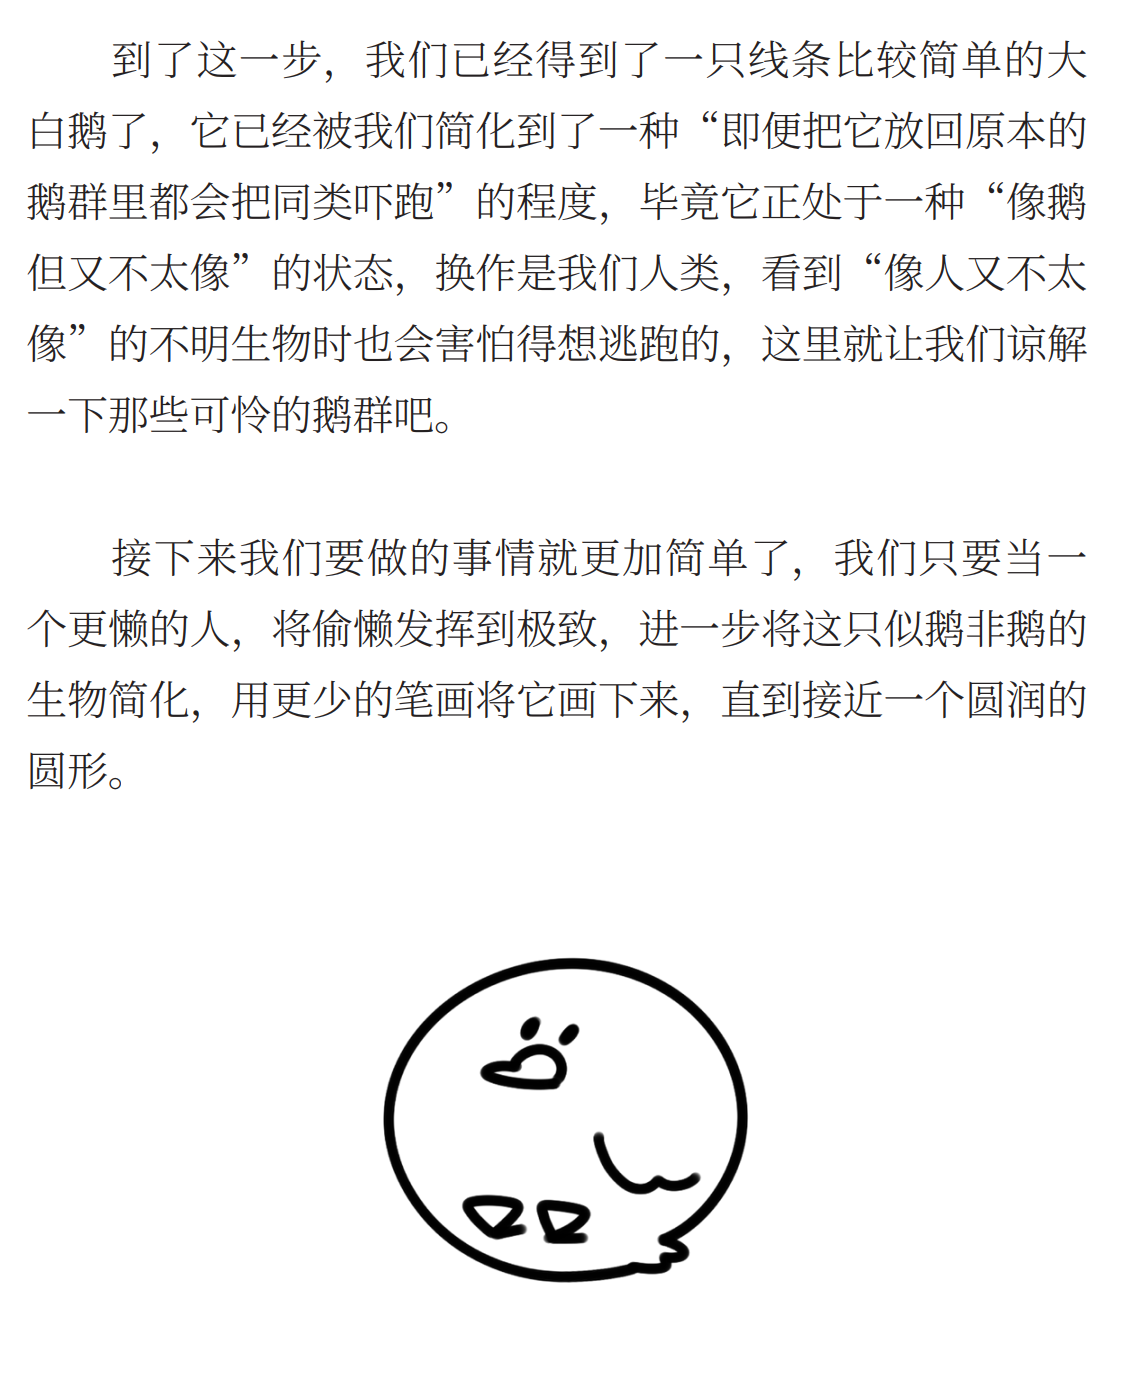 到了这一步，我们已经得到了一只线条比较简单的大
白鹅了，它已经被我们简化到了一种“即便把它放回原本的
鹅群里都会把同类吓跑”的程度，毕竟它正处于一种“像鹅
但又不太像”的状态，换作是我们人类，看到“像人又不太
像”的不明生物时也会害怕得想逃跑的，这里就让我们谅解
一下那些可怜的鹅群吧。
接下来我们要做的事情就更加简单了，我们只要当一
个更懒的人，将偷懒发挥到极致，进一步将这只似鹅非鹅的
生物简化，用更少的笔画将它画下来，直到接近一个圆润的
圆形。